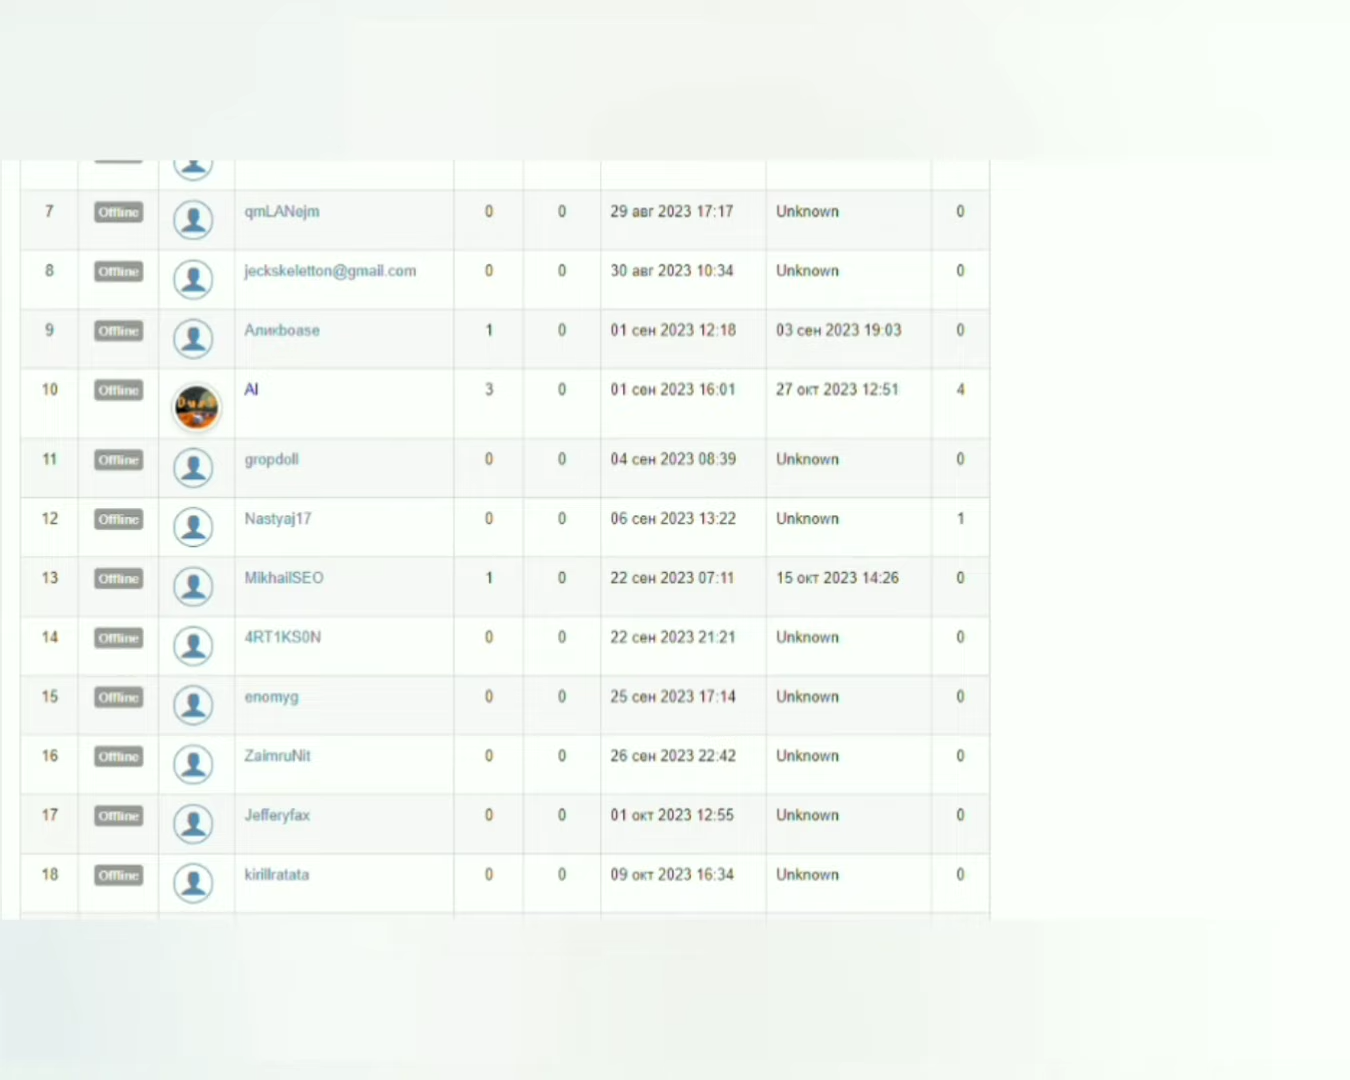 7 Offline qmLANejm 0 0 29 авг 2023 17:17 Unknown 0
8 Offline jeckskeletton@gmail.com 0 0 30 авг 2023 10:34 Unknown 0
9 Offline Аликboase 1 0 01 сен 2023 12:18 03 сен 2023 19:03 0
10 Offline Al 3 0 01 сен 2023 16:01 27 окт 2023 12:51 4
11 Offline gropdoll 0 0 04 сен 2023 08:39 Unknown 0
12 Offline Nastyaj17 0 0 06 сен 2023 13:22 Unknown 1
13 Offline MikhailSEO 1 0 22 сен 2023 07:11 15 окт 2023 14:26 0
14 Offline 4RT1KS0N 0 0 22 сен 2023 21:21 Unknown 0
15 Offline enomyg 0 0 25 сен 2023 17:14 Unknown 0
16 Offline ZaimruNit 0 0 26 сен 2023 22:42 Unknown 0
17 Offline Jefferyfax 0 0 01 окт 2023 12:55 Unknown 0
18 Offline kirillratata 0 0 09 окт 2023 16:34 Unknown 0